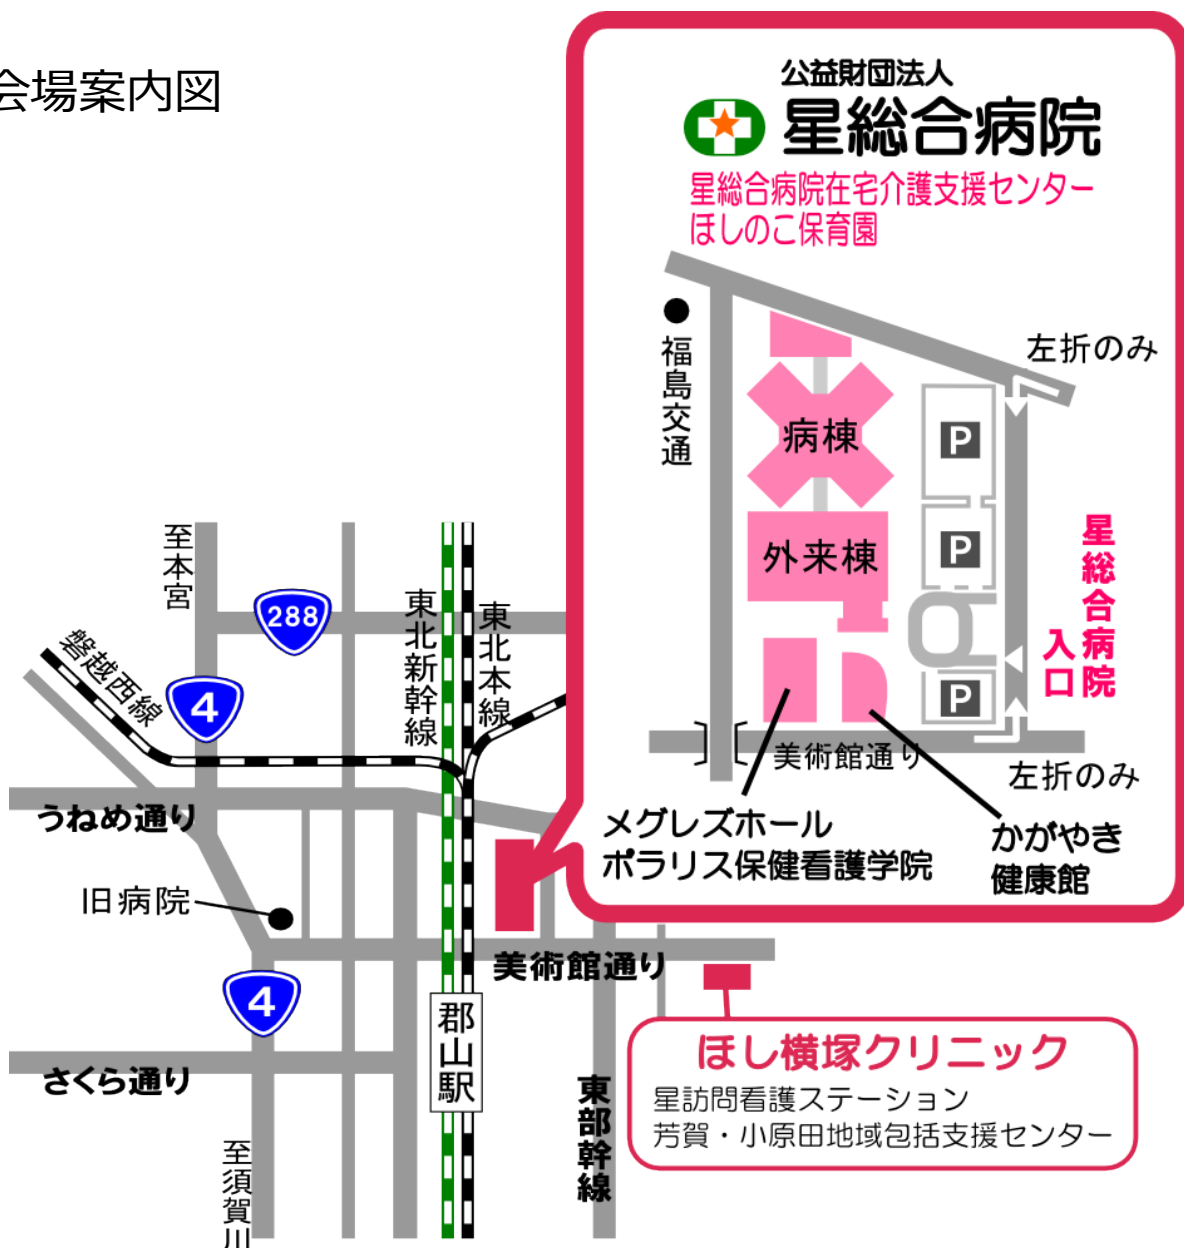 会場案内図
公益財団法人
星総合病院
星総合病院在宅介護支援センター
ほしのこ保育園
福島交通
左折のみ
病棟
P
外来棟
P
星総合病院
入口
P
美術館通り
左折のみ
メグレズホール
ポラリス保健看護学院
かがやき
健康館
至本宮
288
東北新幹線
東北本線
磐越西線
4
うねめ通り
旧病院
美術館通り
4
郡山駅
さくら通り
東部幹線
至須賀川
ほし横塚クリニック
星訪問看護ステーション
芳賀・小原田地域包括支援センター